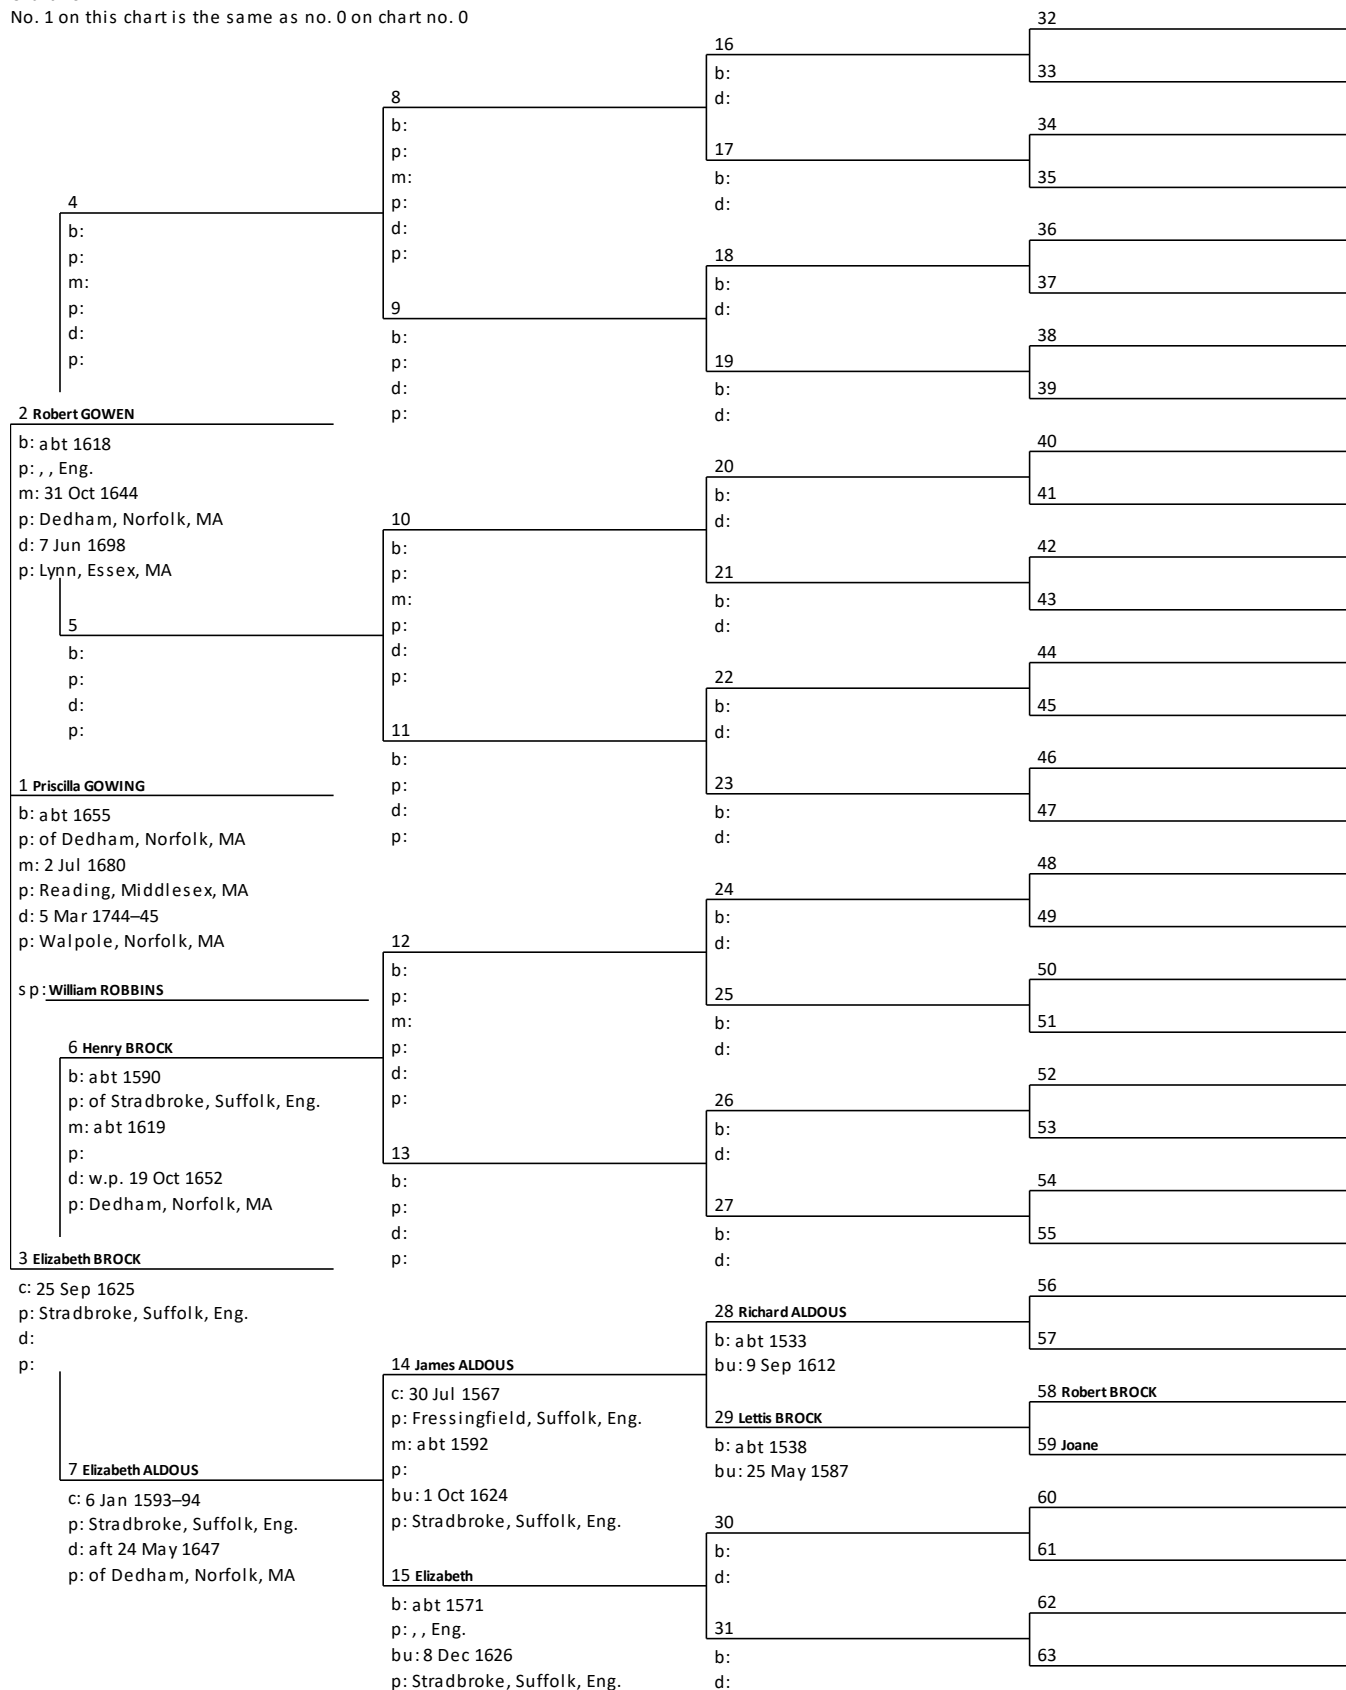 No. 1 on this chart is the same as no. 0 on chart no. 0
4
b:
p:
m:
p:
d:
p:
2 Robert GOWEN
b: abt 1618
p: , , Eng.
m: 31 Oct 1644
p: Dedham, Norfolk, MA
d: 7 Jun 1698
p: Lynn, Essex, MA
5
b:
p:
d:
p:
1 Priscilla GOWING
b: abt 1655
p: of Dedham, Norfolk, MA
m: 2 Jul 1680
p: Reading, Middlesex, MA
d: 5 Mar 1744–45
p: Walpole, Norfolk, MA
sp: William ROBBINS
6 Henry BROCK
b: abt 1590
p: of Stradbroke, Suffolk, Eng.
m: abt 1619
p:
d: w.p. 19 Oct 1652
p: Dedham, Norfolk, MA
3 Elizabeth BROCK
c: 25 Sep 1625
p: Stradbroke, Suffolk, Eng.
d:
p:
7 Elizabeth ALDOUS
c: 6 Jan 1593–94
p: Stradbroke, Suffolk, Eng.
d: aft 24 May 1647
p: of Dedham, Norfolk, MA
8
b:
p:
m:
p:
d:
p:
9
b:
p:
d:
p:
10
b:
p:
m:
p:
d:
p:
11
b:
p:
d:
p:
12
b:
p:
m:
p:
d:
p:
13
b:
p:
d:
p:
14 James ALDOUS
c: 30 Jul 1567
p: Fressingfield, Suffolk, Eng.
m: abt 1592
p:
bu: 1 Oct 1624
p: Stradbroke, Suffolk, Eng.
15 Elizabeth
b: abt 1571
p: , , Eng.
bu: 8 Dec 1626
p: Stradbroke, Suffolk, Eng.
16
b:
d:
17
b:
d:
18
b:
d:
19
b:
d:
20
b:
d:
21
b:
d:
22
b:
d:
23
b:
d:
24
b:
d:
25
b:
d:
26
b:
d:
27
b:
d:
28 Richard ALDOUS
b: abt 1533
bu: 9 Sep 1612
29 Lettis BROCK
b: abt 1538
bu: 25 May 1587
30
b:
d:
31
b:
d:
32
33
34
35
36
37
38
39
40
41
42
43
44
45
46
47
48
49
50
51
52
53
54
55
56
57
58 Robert BROCK
59 Joane
60
61
62
63